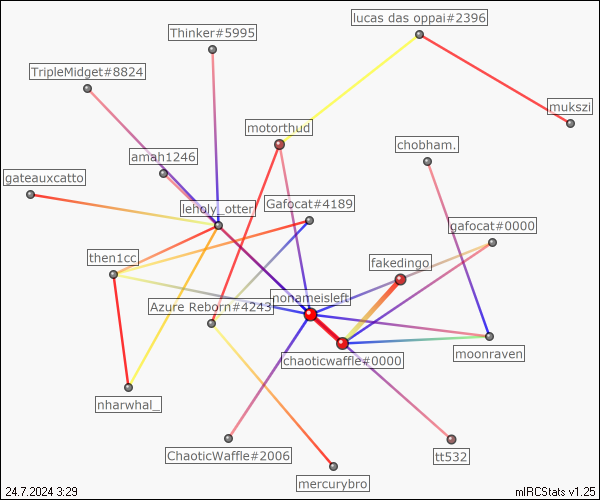 lucas das oppai#2396
Thinker#5995
TripleMidget#8824
mukszi
motorthud
chobham.
amah1246
gateauxcatto
leholy_otter
Gafocat#4189
gafocat#0000
then1cc
fakedingo.
nonameisleft
Azure Reborn#4243
chaoticwaffle#0000
moonraven
nharwhal_
ChaoticWaffle#2006
tt532
mercurybro
24.7.2024 3:29
mIRCStats v1.25